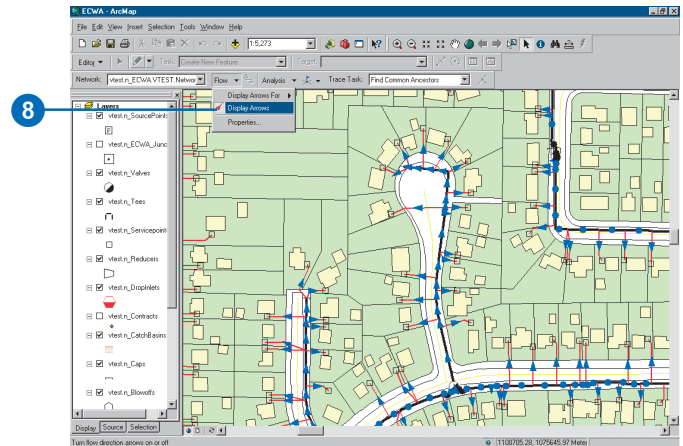 ECWA - ArcMap
File Edit View Insert Selection Tools Window Help
1:5,273
Editor Task: Create New Feature Target:
Network: vtest.n_ECWA.VTEST.Networ Flow Analysis Trace Task: Find Common Ancestors
Display Arrows For
8
Display Arrows
Properties...
Layers
vtest.n_SourcePoints
F
vtest.n_ECWA_Junc
vtest.n_Valves
vtest.n_Tees
vtest.n_Servicepoint
vtest.n_Reducers
vtest.n_DropInlets
vtest.n_Contracts
vtest.n_CatchBasins
vtest.n_Caps
vtest.n_Blowoffs
Display Source Selection
Turn flow direction arrows on or off
1100705.28, 1075645.97 Meter